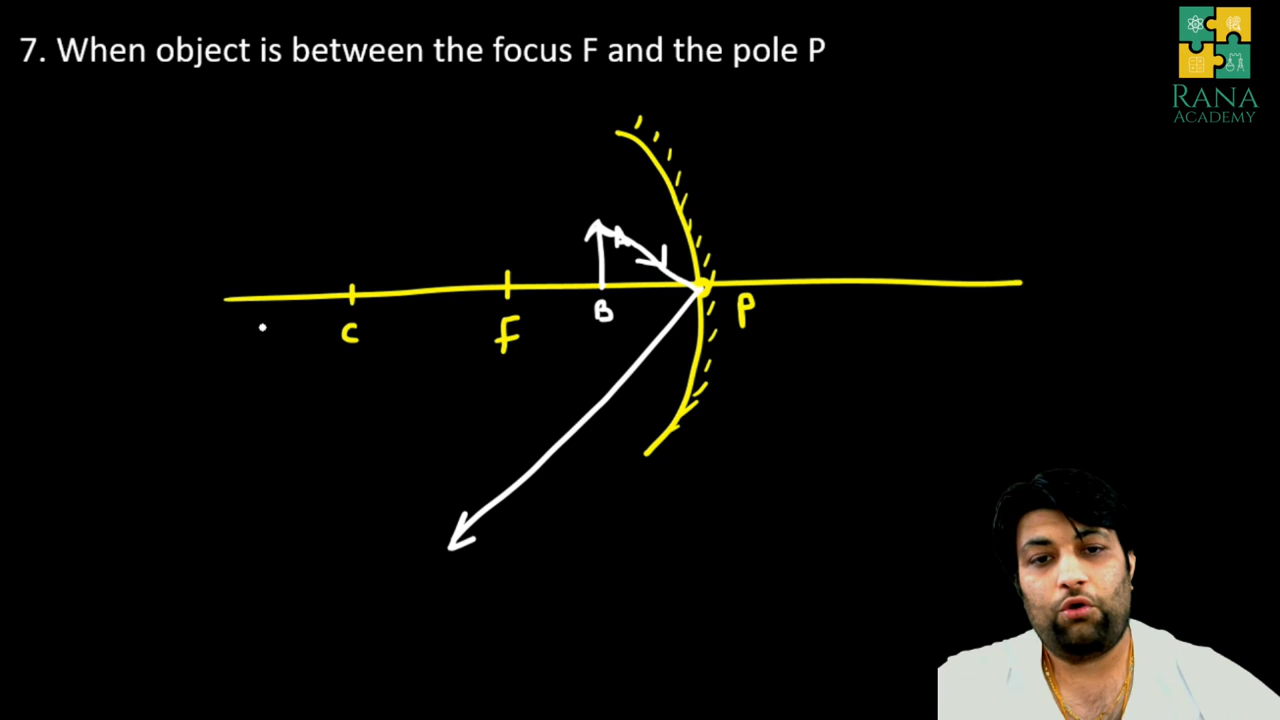 7. When object is between the focus F and the pole P
RANA
ACADEMY
A
C
F
B
P